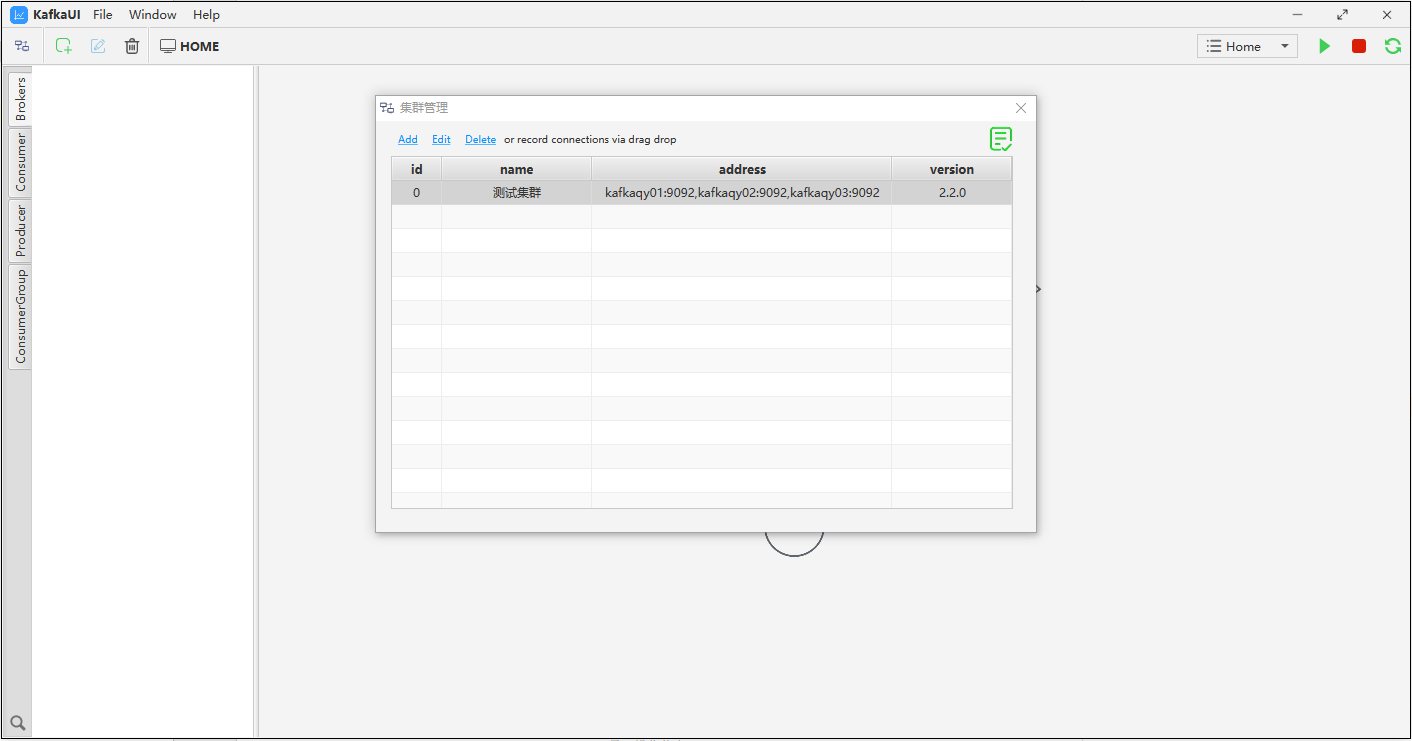 KafkaUI File Window Help
HOME
Home
Brokers
Consumer
Producer
ConsumerGroup
集群管理
Add Edit Delete or record connections via drag drop
id name address version
0 测试集群 kafkaqy01:9092,kafkaqy02:9092,kafkaqy03:9092 2.2.0